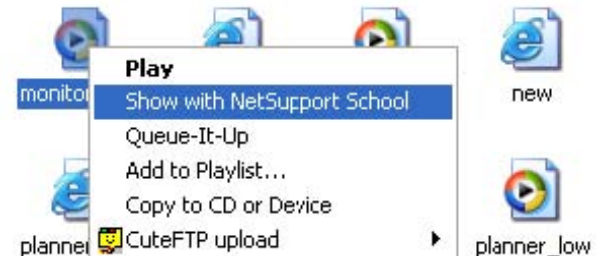 Play
monitor
Show with NetSupport School
new
Queue-It-Up
Add to Playlist...
Copy to CD or Device
planner
CuteFTP upload
planner_low